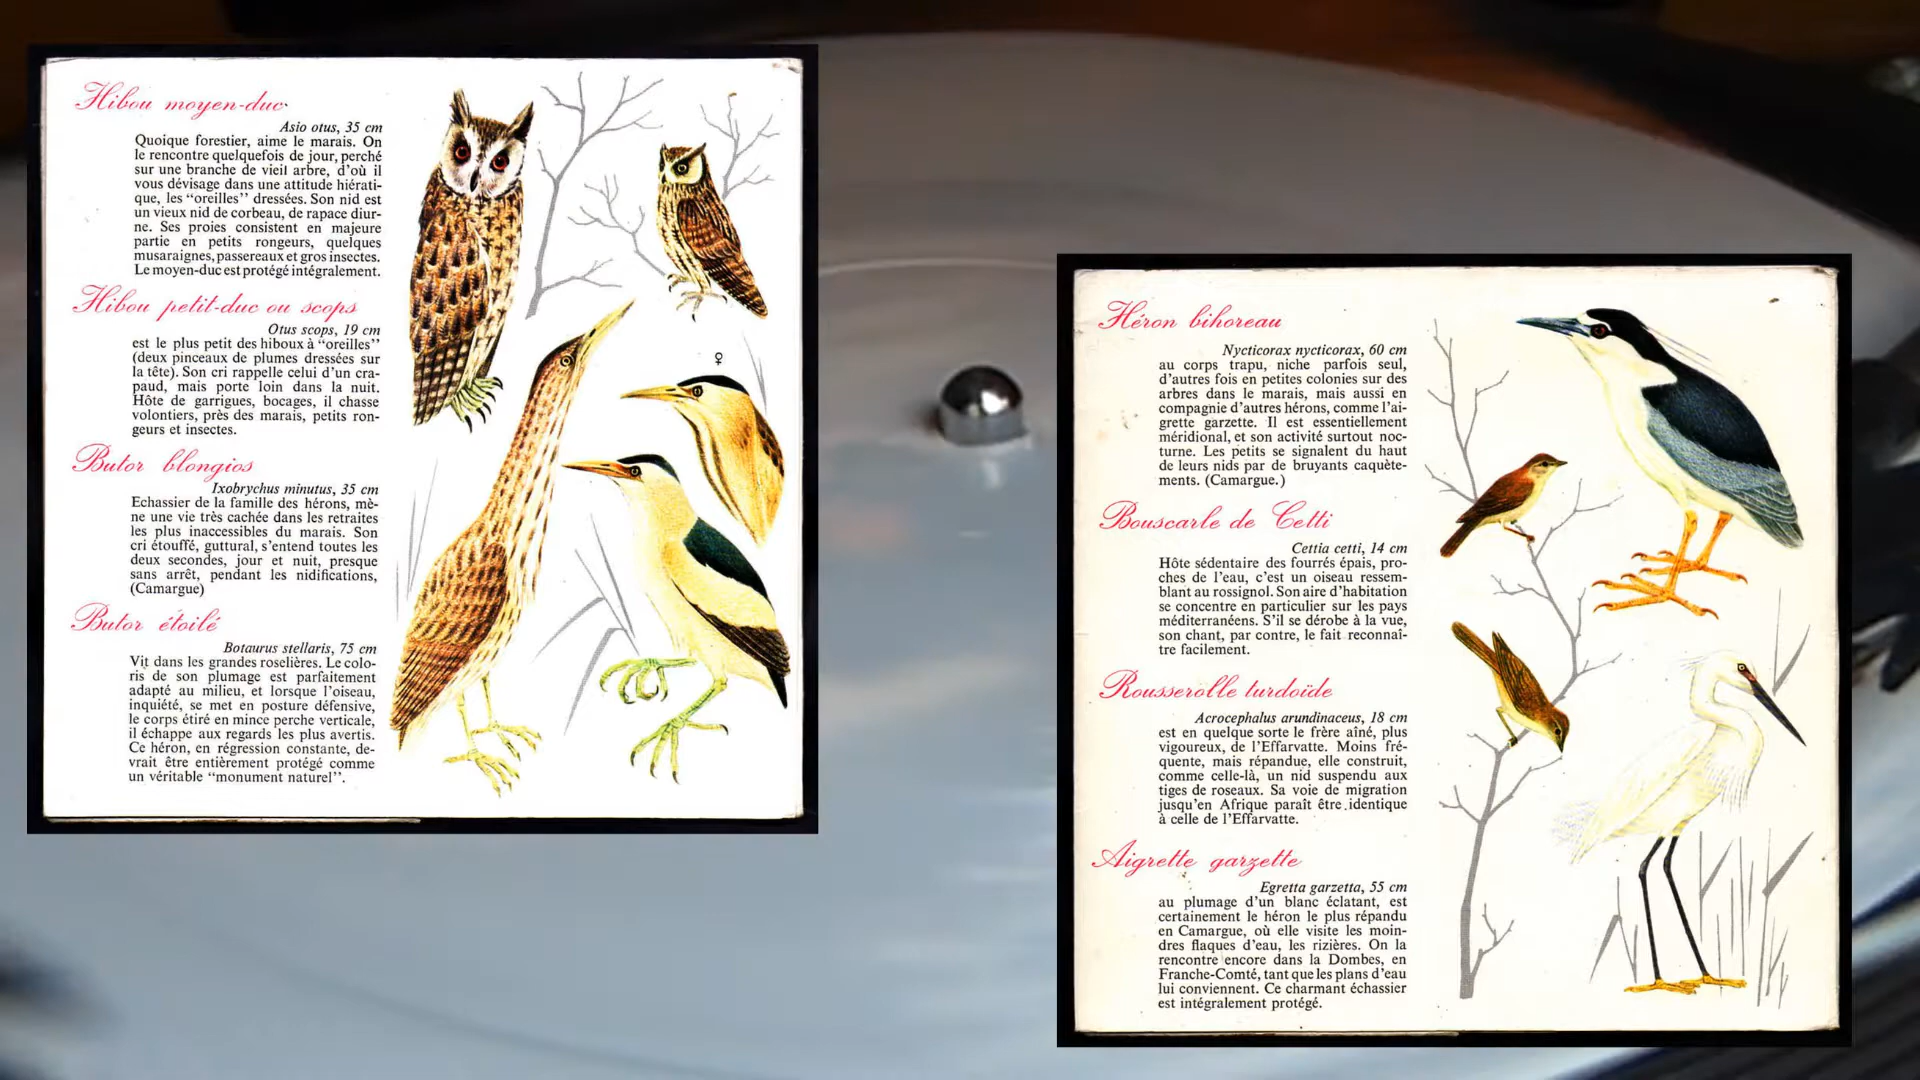 Hibou moyen-duc
Asio otus, 35 cm
Quoique forestier, aime le marais. On
le rencontre quelquefois de jour, perché
sur une branche de vieil arbre, d'où il
vous dévisage dans une attitude hiérati-
que, les "oreilles" dressées. Son nid est
un vieux nid de corbeau, de rapace diur-
ne. Ses proies consistent en majeure
partie en petits rongeurs, quelques
musaraignes, passereaux et gros insectes.
Le moyen-duc est protégé intégralement.
Hibou petit-duc ou scops
Otus scops, 19 cm
est le plus petit des hiboux à "oreilles"
(deux pinceaux de plumes dressées sur
la tête). Son cri rappelle celui d'un cra-
paud, mais porte loin dans la nuit.
Hôte de garrigues, bocages, il chasse
volontiers, près des marais, petits ron-
geurs et insectes.
Butor blongios
Ixobrychus minutus, 35 cm
Echassier de la famille des hérons, mè-
ne une vie très cachée dans les retraites
les plus inaccessibles du marais. Son
cri étouffé, guttural, s'entend toutes les
deux secondes, jour et nuit, presque
sans arrêt, pendant les nidifications,
(Camargue)
Butor étoilé
Botaurus stellaris, 75 cm
Vit dans les grandes roselières. Le colo-
ris de son plumage est parfaitement
adapté au milieu, et lorsque l'oiseau,
inquiété, se met en posture défensive,
le corps étiré en mince perche verticale,
il échappe aux regards les plus avertis.
Ce héron, en régression constante, de-
vrait être entièrement protégé comme
un véritable "monument naturel".
♀
Héron bihoreau
Nycticorax nycticorax, 60 cm
au corps trapu, niche parfois seul,
d'autres fois en petites colonies sur des
arbres dans le marais, mais aussi en
compagnie d'autres hérons, comme l'ai-
grette garzette. Il est essentiellement
méridional, et son activité surtout noc-
turne. Les petits se signalent du haut
de leurs nids par de bruyants caquète-
ments. (Camargue.)
Bouscarle de Cetti
Cettia cetti, 14 cm
Hôte sédentaire des fourrés épais, pro-
ches de l'eau, c'est un oiseau ressem-
blant au rossignol. Son aire d'habitation
se concentre en particulier sur les pays
méditerranéens. S'il se dérobe à la vue,
son chant, par contre, le fait reconnaî-
tre facilement.
Rousserolle turdoïde
Acrocephalus arundinaceus, 18 cm
est en quelque sorte le frère aîné, plus
vigoureux, de l'Effarvatte. Moins fré-
quente, mais répandue, elle construit,
comme celle-là, un nid suspendu aux
tiges de roseaux. Sa voie de migration
jusqu'en Afrique paraît être identique
à celle de l'Effarvatte.
Aigrette garzette
Egretta garzetta, 55 cm
au plumage d'un blanc éclatant, est
certainement le héron le plus répandu
en Camargue, où elle visite les moin-
dres flaques d'eau, les rizières. On la
rencontre encore dans la Dombes, en
Franche-Comté, tant que les plans d'eau
lui conviennent. Ce charmant échassier
est intégralement protégé.